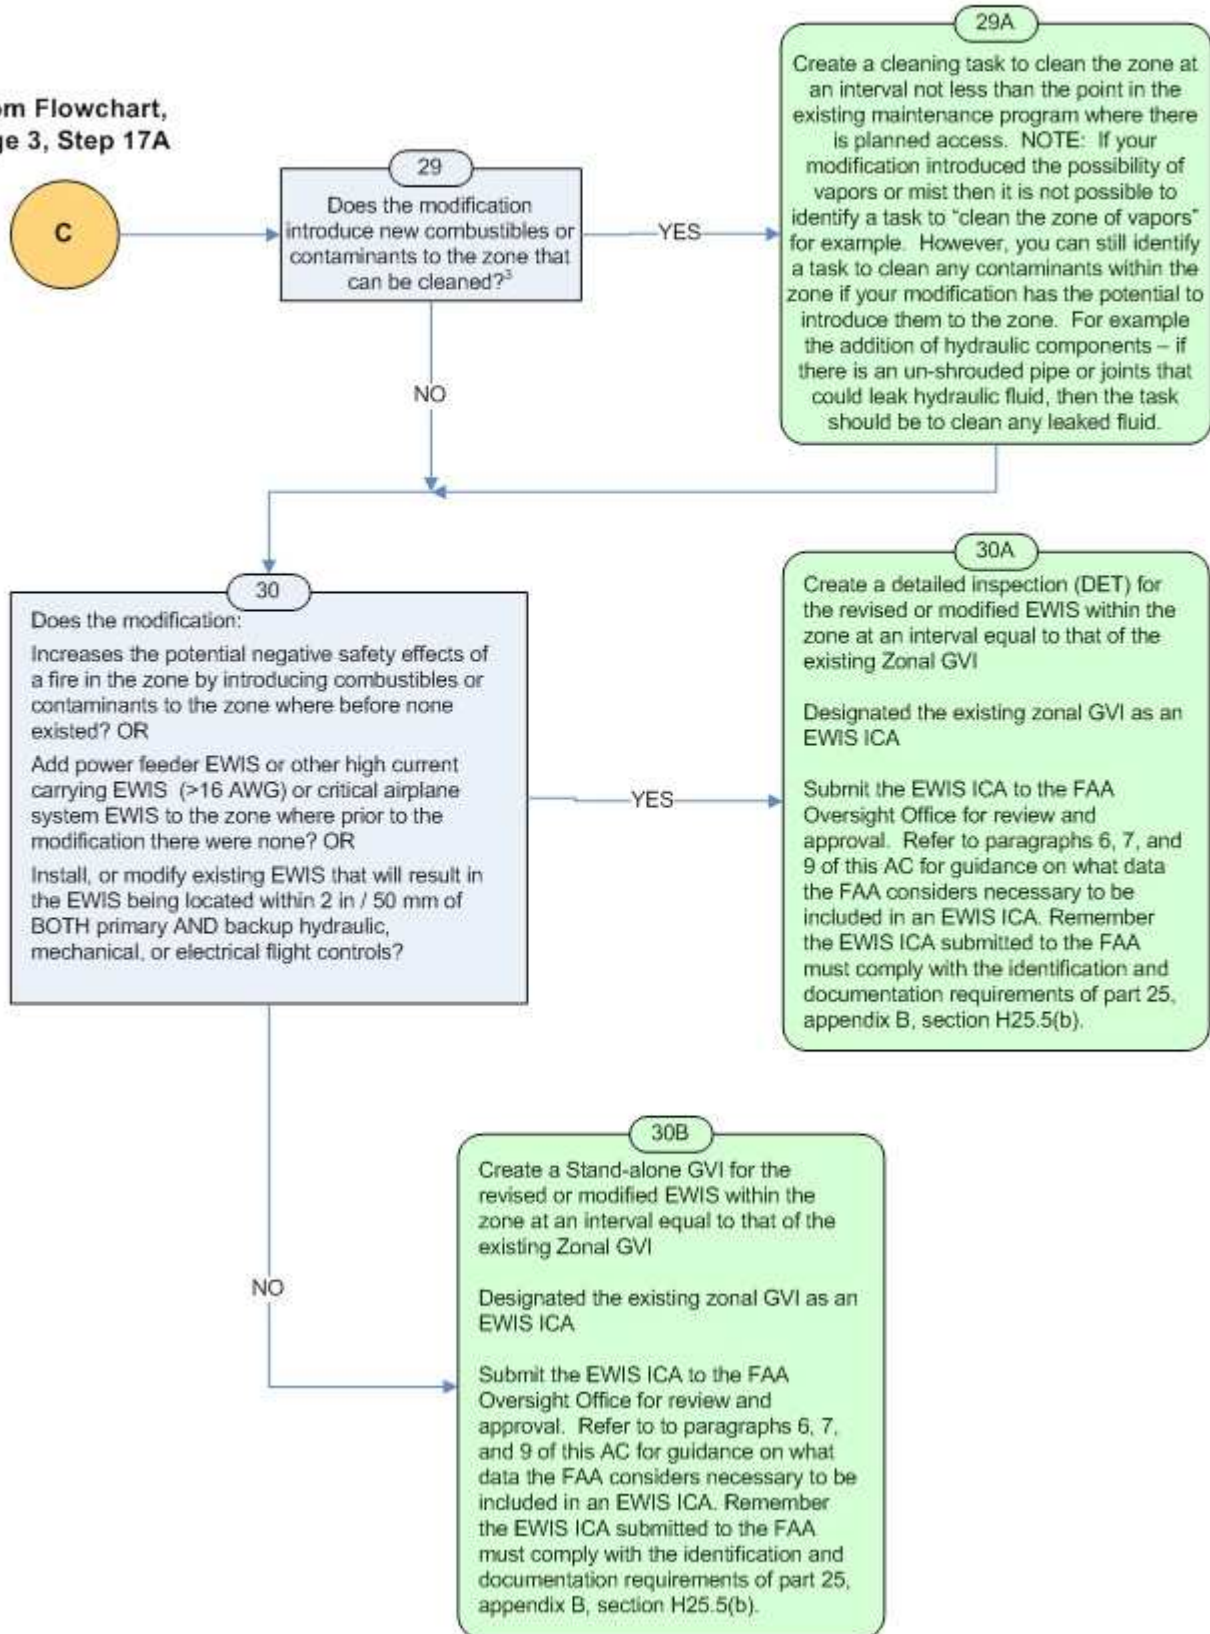 Flowchart,
3, Step 17A
C
29
Does the modification
introduce new combustibles or
contaminants to the zone that
can be cleaned?3
YES
NO
29A
Create a cleaning task to clean the zone at
an interval not less than the point in the
existing maintenance program where there
is planned access. NOTE: If your
modification introduced the possibility of
vapors or mist then it is not possible to
identify a task to “clean the zone of vapors”
for example. However, you can still identify
a task to clean any contaminants within the
zone if your modification has the potential to
introduce them to the zone. For example
the addition of hydraulic components – if
there is an un-shrouded pipe or joints that
could leak hydraulic fluid, then the task
should be to clean any leaked fluid.
30
Does the modification:
Increases the potential negative safety effects of
a fire in the zone by introducing combustibles or
contaminants to the zone where before none
existed? OR
Add power feeder EWIS or other high current
carrying EWIS (>16 AWG) or critical airplane
system EWIS to the zone where prior to the
modification there were none? OR
Install, or modify existing EWIS that will result in
the EWIS being located within 2 in / 50 mm of
BOTH primary AND backup hydraulic,
mechanical, or electrical flight controls?
YES
30A
Create a detailed inspection (DET) for
the revised or modified EWIS within the
zone at an interval equal to that of the
existing Zonal GVI
Designated the existing zonal GVI as an
EWIS ICA
Submit the EWIS ICA to the FAA
Oversight Office for review and
approval. Refer to paragraphs 6, 7, and
9 of this AC for guidance on what data
the FAA considers necessary to be
included in an EWIS ICA. Remember
the EWIS ICA submitted to the FAA
must comply with the identification and
documentation requirements of part 25,
appendix B, section H25.5(b).
NO
30B
Create a Stand-alone GVI for the
revised or modified EWIS within the
zone at an interval equal to that of the
existing Zonal GVI
Designated the existing zonal GVI as an
EWIS ICA
Submit the EWIS ICA to the FAA
Oversight Office for review and
approval. Refer to to paragraphs 6, 7,
and 9 of this AC for guidance on what
data the FAA considers necessary to be
included in an EWIS ICA. Remember
the EWIS ICA submitted to the FAA
must comply with the identification and
documentation requirements of part 25,
appendix B, section H25.5(b).